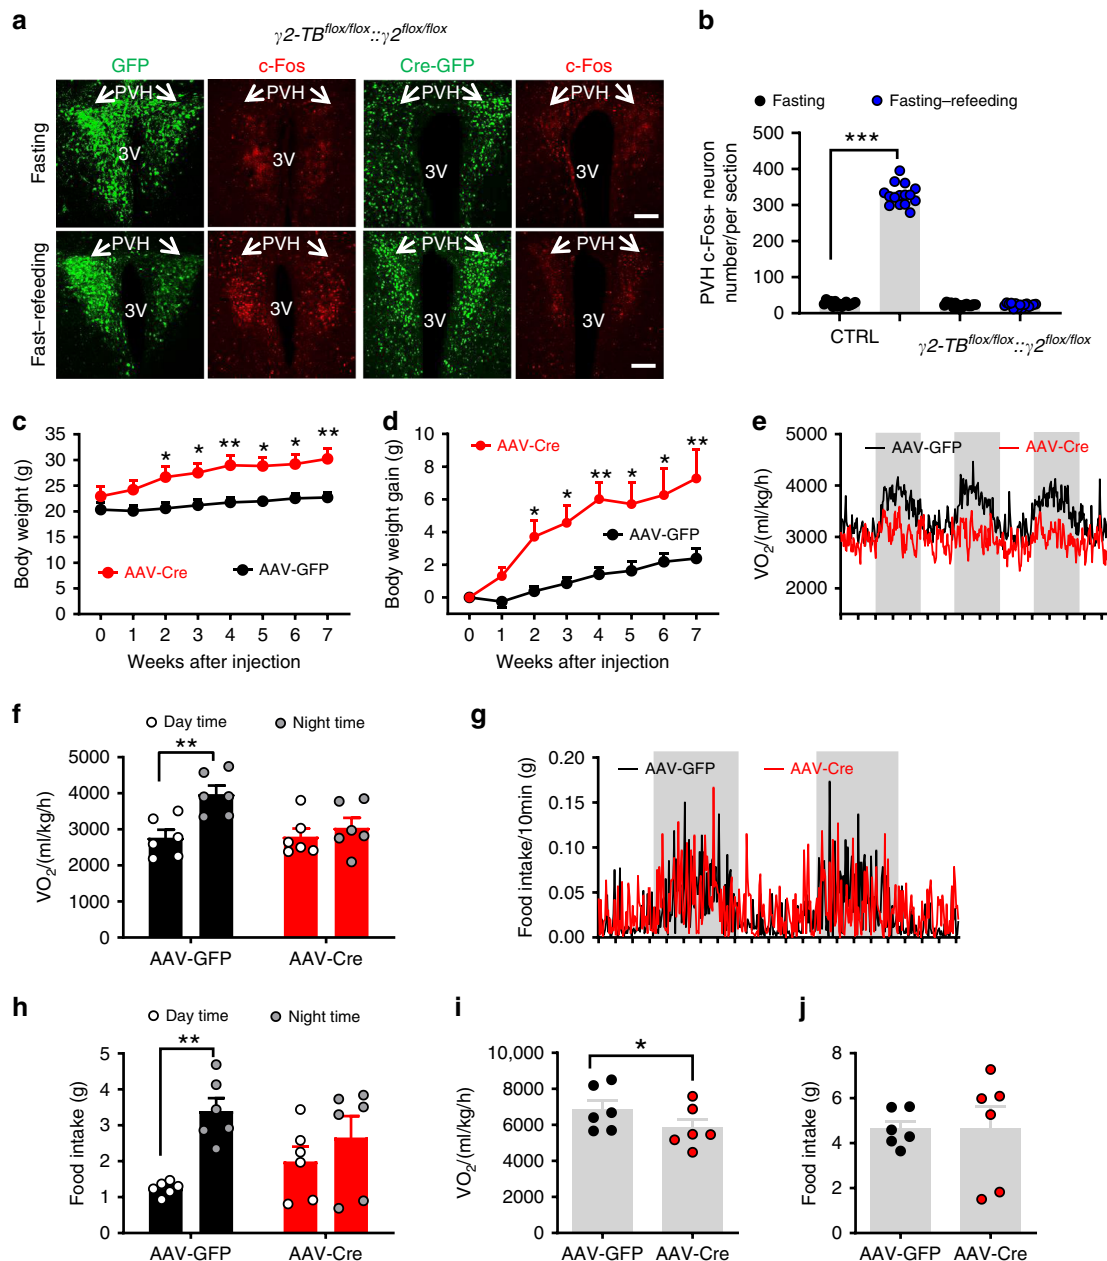 a
γ2-TBflox/flox::γ2flox/flox
GFP c-Fos Cre-GFP c-Fos
Fasting
PVH PVH PVH PVH
3V 3V 3V 3V
Fast–refeeding
PVH PVH PVH PVH
3V 3V 3V 3V
b
Fasting Fasting–refeeding
PVH c-Fos+ neuron
number/per section
500
400
300
200
100
0
***
CTRL γ2-TBflox/flox::γ2flox/flox
c
Body weight (g)
35
30
25
20
15
10
5
0
* * ** * * **
AAV-Cre AAV-GFP
0 1 2 3 4 5 6 7
Weeks after injection
d
Body weight gain (g)
10
8
6
4
2
0
AAV-Cre
* * ** * * **
AAV-GFP
0 1 2 3 4 5 6 7
Weeks after injection
e
VO2/(ml/kg/h)
5000
4000
3000
2000
AAV-GFP AAV-Cre
f
Day time Night time
VO2/(ml/kg/h)
5000
4000
3000
2000
1000
0
**
AAV-GFP AAV-Cre
g
Food intake/10min (g)
0.20
0.15
0.10
0.05
0.00
AAV-GFP AAV-Cre
h
Day time Night time
Food intake (g)
5
4
3
2
1
0
**
AAV-GFP AAV-Cre
i
VO2/(ml/kg/h)
10,000
8000
6000
4000
2000
0
*
AAV-GFP AAV-Cre
j
Food intake (g)
8
6
4
2
0
AAV-GFP AAV-Cre